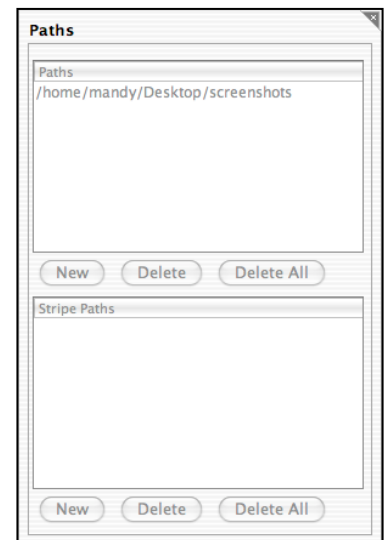 Paths
Paths
/home/mandy/Desktop/screenshots
New Delete Delete All
Stripe Paths
New Delete Delete All